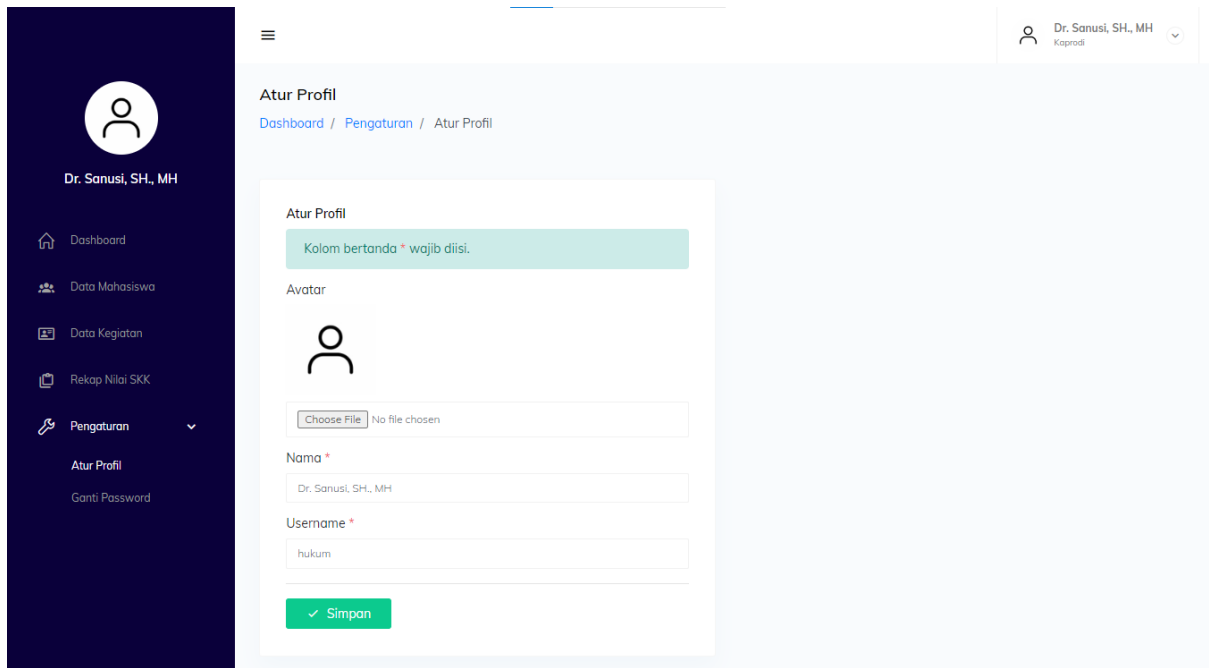 Dr. Sanusi, SH., MH
Kaprodi
Dr. Sanusi, SH., MH
Dashboard
Data Mahasiswa
Data Kegiatan
Rekap Nilai SKK
Pengaturan
Atur Profil
Ganti Password
Atur Profil
Dashboard / Pengaturan / Atur Profil
Atur Profil
Kolom bertanda * wajib diisi.
Avatar
Choose File No file chosen
Nama *
Dr. Sanusi, SH., MH
Username *
hukum
Simpan